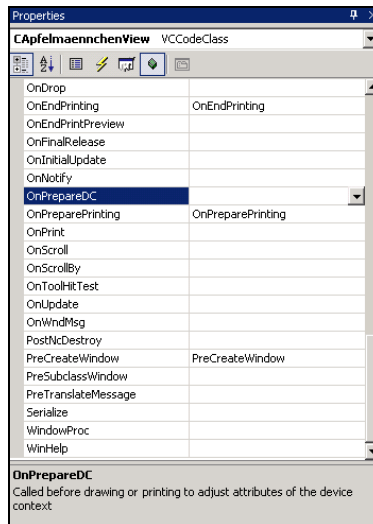 Properties
CApfelmaennchenView VCCodeClass
OnDrop
OnEndPrinting OnEndPrinting
OnEndPrintPreview
OnFinalRelease
OnInitialUpdate
OnNotify
OnPrepareDC
OnPreparePrinting OnPreparePrinting
OnPrint
OnScroll
OnScrollBy
OnToolHitTest
OnUpdate
OnWndMsg
PostNcDestroy
PreCreateWindow PreCreateWindow
PreSubclassWindow
PreTranslateMessage
Serialize
WindowProc
WinHelp
OnPrepareDC
Called before drawing or printing to adjust attributes of the device
context